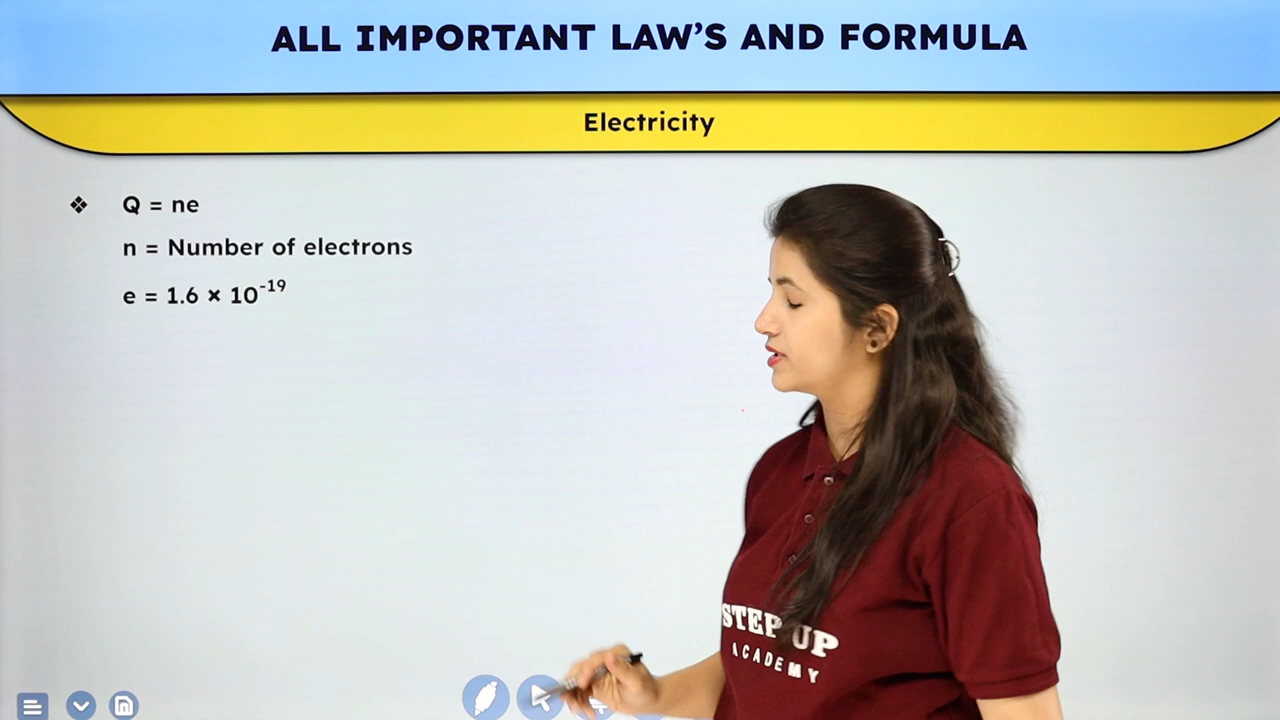 ALL IMPORTANT LAW'S AND FORMULA
Electricity
❖ Q = ne
n = Number of electrons
e = 1.6 × 10⁻¹⁹
STEP UP
ACADEMY